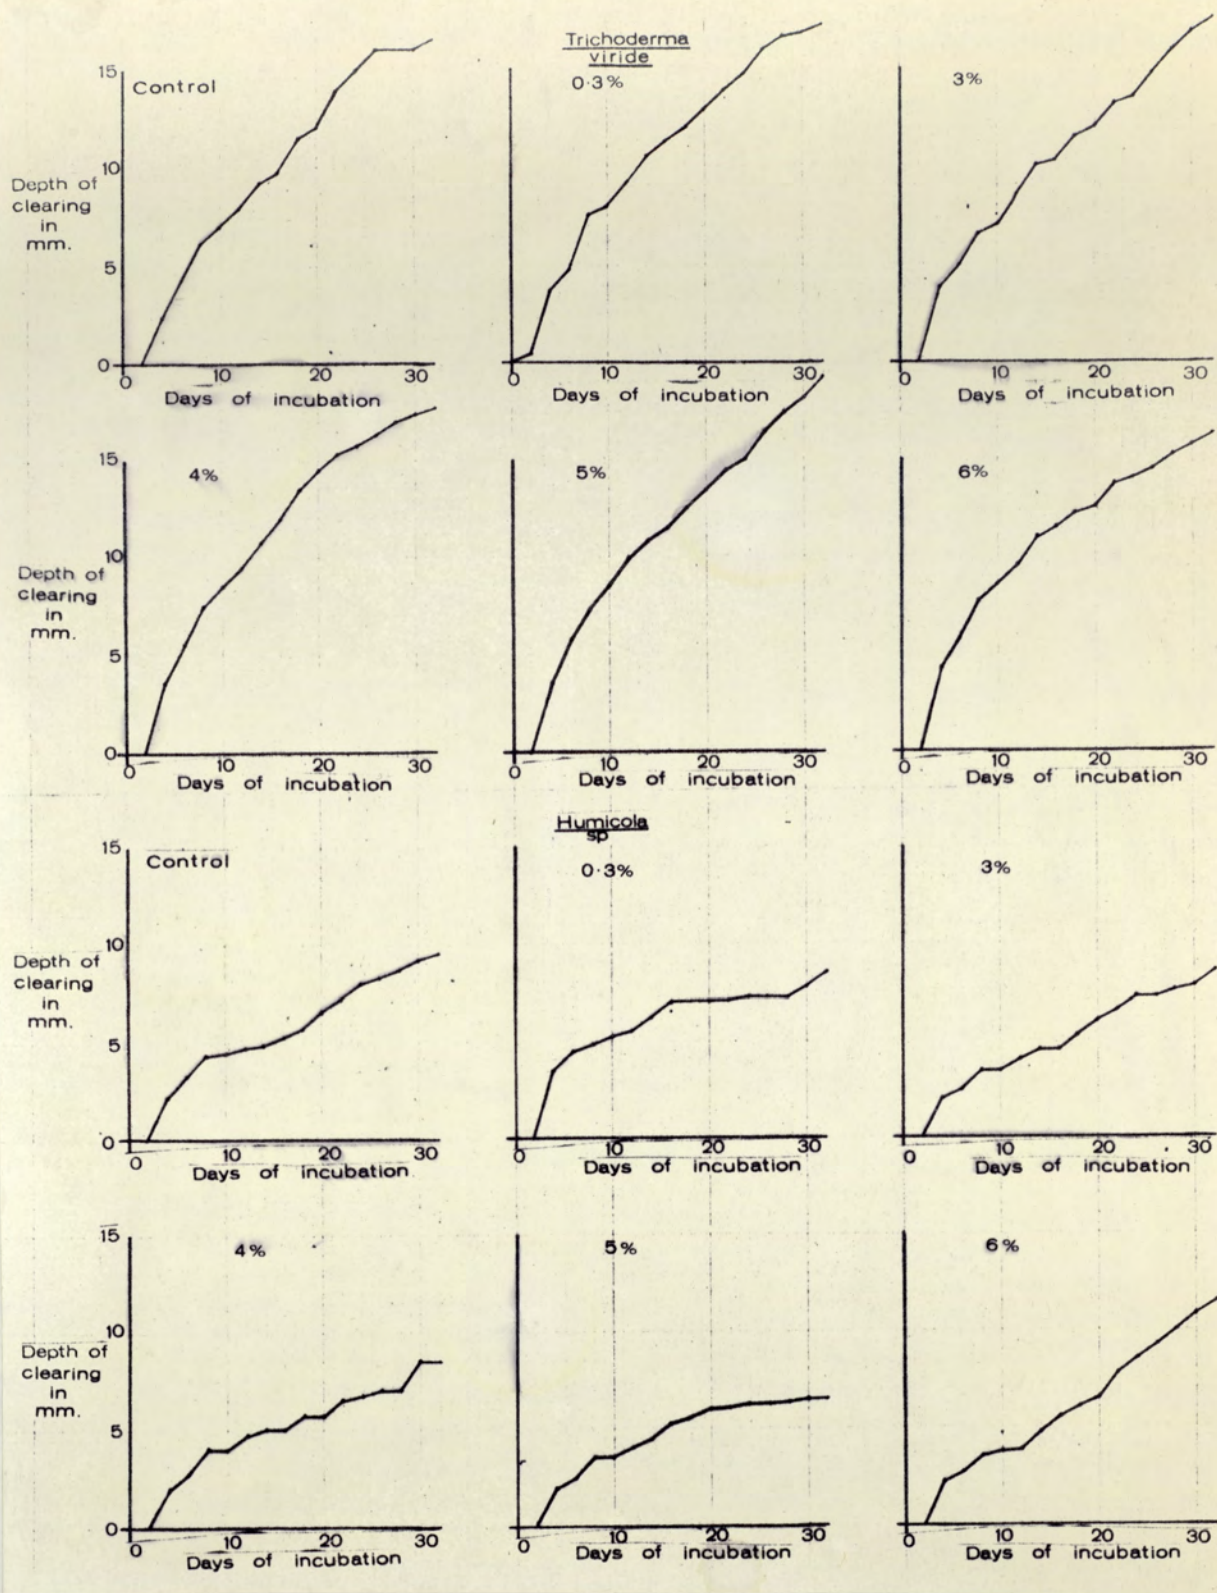 Trichoderma
viride
Control
0·3%
3%
15
10
5
0
Depth of
clearing
in
mm.
0 10 20 30
Days of incubation
0 10 20 30
Days of incubation
0 10 20 30
Days of incubation
4%
5%
6%
15
10
5
0
Depth of
clearing
in
mm.
0 10 20 30
Days of incubation
0 10 20 30
Days of incubation
0 10 20 30
Days of incubation
Humicola
sp
Control
0·3%
3%
15
10
5
0
Depth of
clearing
in
mm.
0 10 20 30
Days of incubation
0 10 20 30
Days of incubation
0 10 20 30
Days of incubation
4%
5%
6%
15
10
5
0
Depth of
clearing
in
mm.
0 10 20 30
Days of incubation
0 10 20 30
Days of incubation
0 10 20 30
Days of incubation